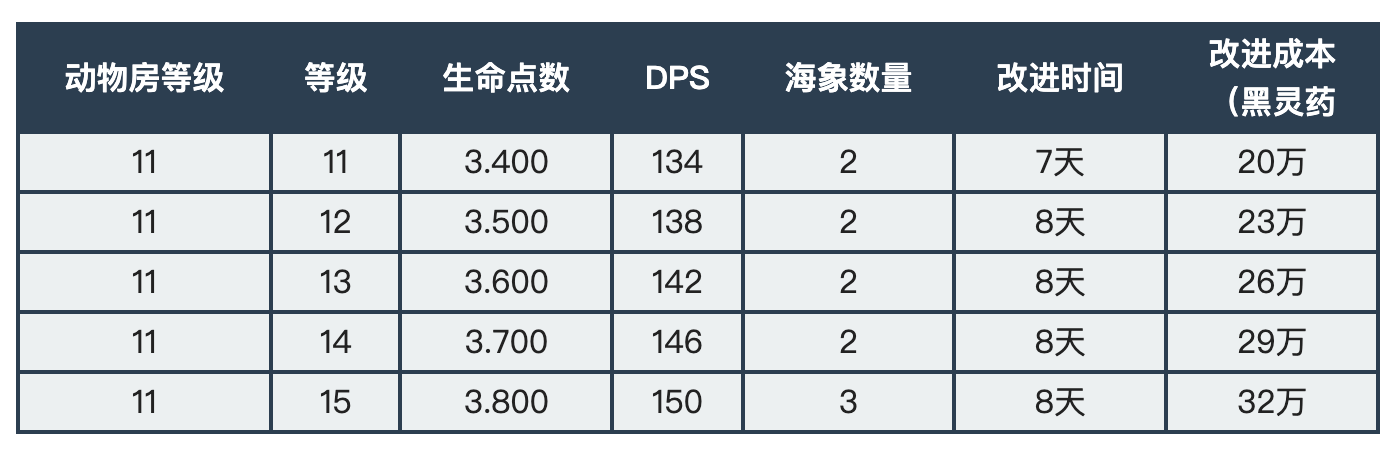 动物房等级 等级 生命点数 DPS 海象数量 改进时间 改进成本
（黑灵药
11 11 3.400 134 2 7天 20万
11 12 3.500 138 2 8天 23万
11 13 3.600 142 2 8天 26万
11 14 3.700 146 2 8天 29万
11 15 3.800 150 3 8天 32万